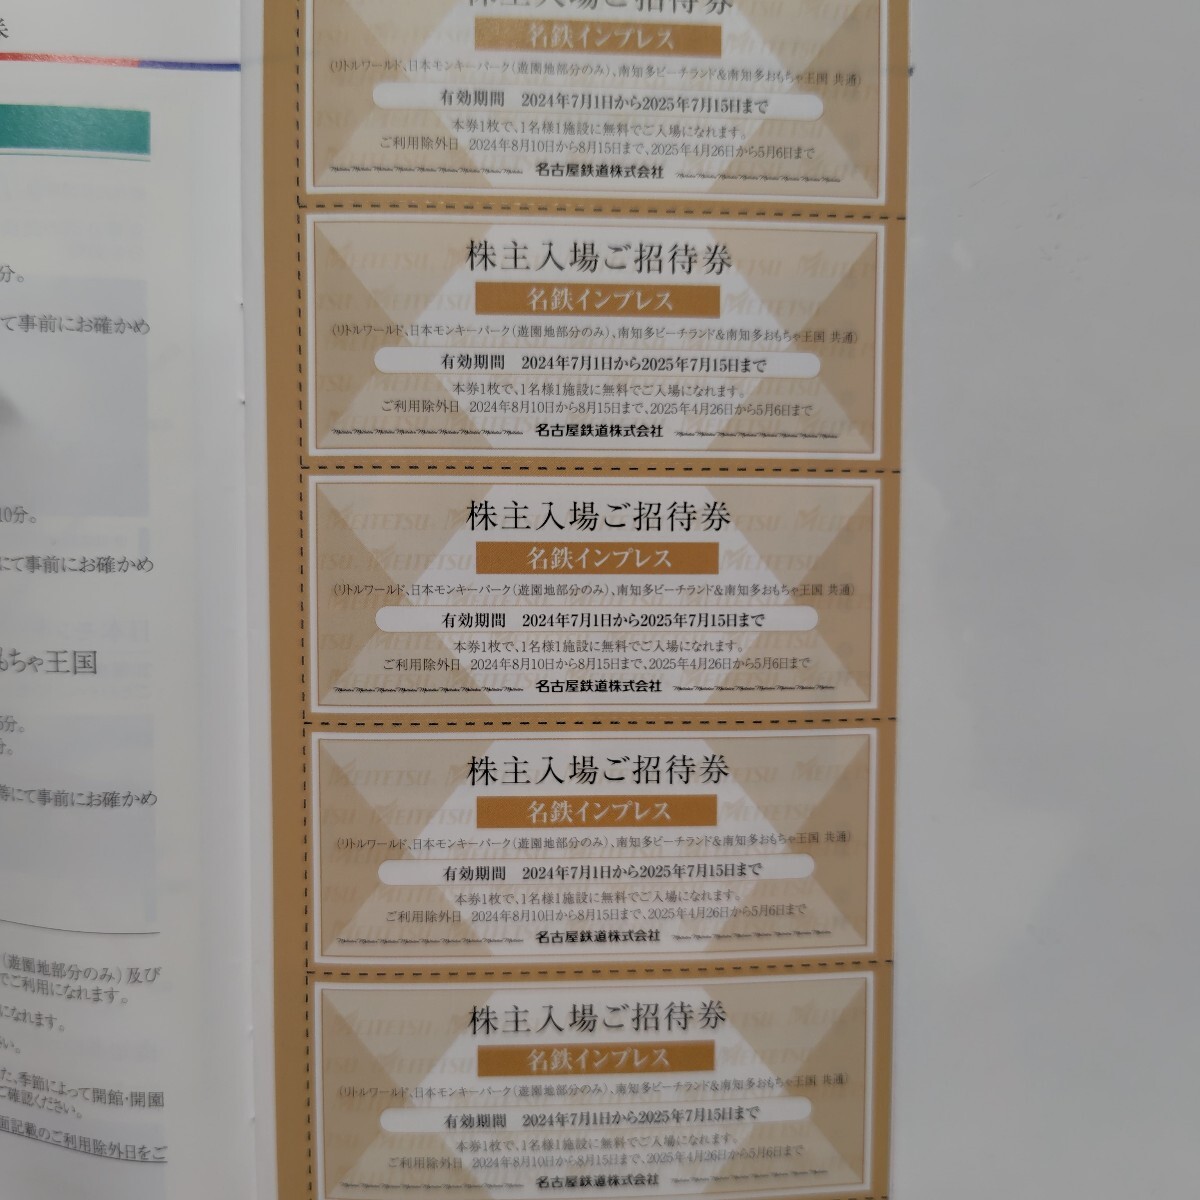 分。
て事前にお確かめ
10分。
にて事前にお確かめ
もちゃ王国
5分。
分。
等にて事前にお確かめ
(遊園地部分のみ)及び
でご利用になれます。
になれます。
さい。
た、季節によって開館・開園
ご確認ください。
面記載のご利用除外日をご
株主入場ご招待券
名鉄インプレス
(リトルワールド、日本モンキーパーク(遊園地部分のみ)、南知多ビーチランド&南知多おもちゃ王国 共通)
有効期間 2024年7月1日から2025年7月15日まで
本券1枚で、1名様1施設に無料でご入場になれます。
ご利用除外日 2024年8月10日から8月15日まで、2025年4月26日から5月6日まで
名古屋鉄道株式会社
株主入場ご招待券
名鉄インプレス
(リトルワールド、日本モンキーパーク(遊園地部分のみ)、南知多ビーチランド&南知多おもちゃ王国 共通)
有効期間 2024年7月1日から2025年7月15日まで
本券1枚で、1名様1施設に無料でご入場になれます。
ご利用除外日 2024年8月10日から8月15日まで、2025年4月26日から5月6日まで
名古屋鉄道株式会社
株主入場ご招待券
名鉄インプレス
(リトルワールド、日本モンキーパーク(遊園地部分のみ)、南知多ビーチランド&南知多おもちゃ王国 共通)
有効期間 2024年7月1日から2025年7月15日まで
本券1枚で、1名様1施設に無料でご入場になれます。
ご利用除外日 2024年8月10日から8月15日まで、2025年4月26日から5月6日まで
名古屋鉄道株式会社
株主入場ご招待券
名鉄インプレス
(リトルワールド、日本モンキーパーク(遊園地部分のみ)、南知多ビーチランド&南知多おもちゃ王国 共通)
有効期間 2024年7月1日から2025年7月15日まで
本券1枚で、1名様1施設に無料でご入場になれます。
ご利用除外日 2024年8月10日から8月15日まで、2025年4月26日から5月6日まで
名古屋鉄道株式会社
株主入場ご招待券
名鉄インプレス
(リトルワールド、日本モンキーパーク(遊園地部分のみ)、南知多ビーチランド&南知多おもちゃ王国 共通)
有効期間 2024年7月1日から2025年7月15日まで
本券1枚で、1名様1施設に無料でご入場になれます。
ご利用除外日 2024年8月10日から8月15日まで、2025年4月26日から5月6日まで
名古屋鉄道株式会社